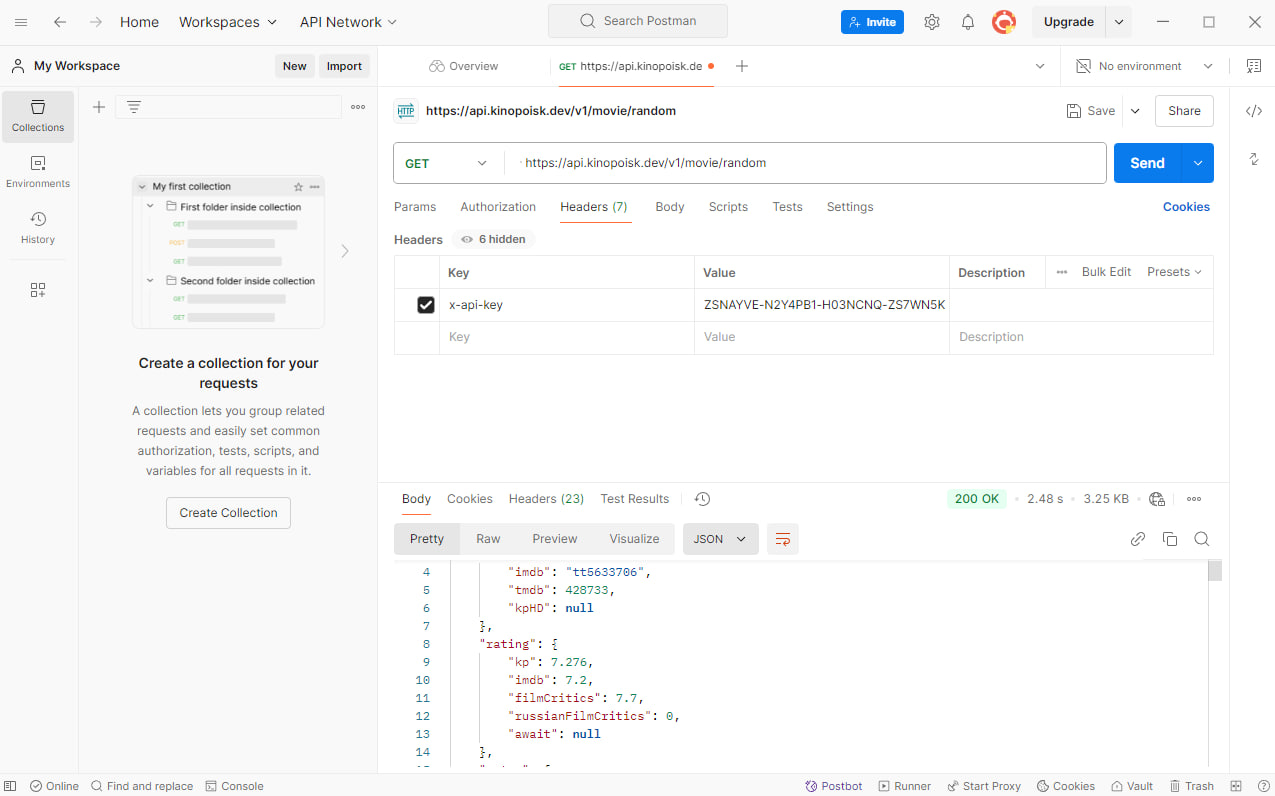 Home Workspaces API Network Search Postman Invite Upgrade
My Workspace New Import Overview GET https://api.kinopoisk.de No environment
Collections
Environments
History
My first collection
First folder inside collection
GET
POST
GET
Second folder inside collection
GET
GET
Create a collection for your
requests
A collection lets you group related
requests and easily set common
authorization, tests, scripts, and
variables for all requests in it.
Create Collection
HTTP https://api.kinopoisk.dev/v1/movie/random Save Share
GET https://api.kinopoisk.dev/v1/movie/random Send
Params Authorization Headers (7) Body Scripts Tests Settings Cookies
Headers 6 hidden
Key Value Description Bulk Edit Presets
x-api-key ZSNAYVE-N2Y4PB1-H03NCNQ-ZS7WN5K
Key Value Description
Body Cookies Headers (23) Test Results 200 OK 2.48 s 3.25 KB
Pretty Raw Preview Visualize JSON
4 "imdb": "tt5633706",
5 "tmdb": 428733,
6 "kpHD": null
7 },
8 "rating": {
9 "kp": 7.276,
10 "imdb": 7.2,
11 "filmCritics": 7.7,
12 "russianFilmCritics": 0,
13 "await": null
14 },
Online Find and replace Console Postbot Runner Start Proxy Cookies Vault Trash